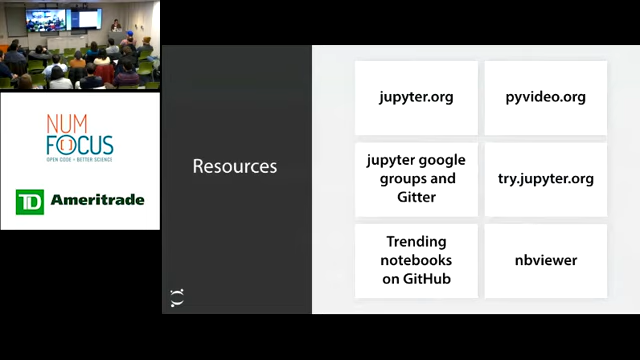 NUM
FOCUS
OPEN CODE = BETTER SCIENCE
TD Ameritrade
Resources
jupyter.org
pyvideo.org
jupyter google
groups and
Gitter
try.jupyter.org
Trending
notebooks
on GitHub
nbviewer